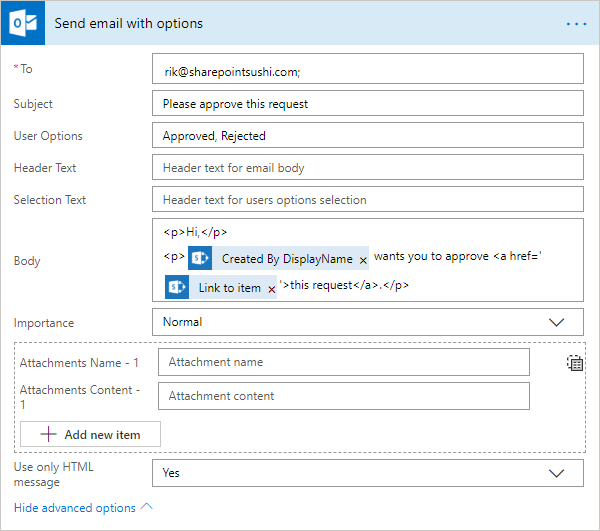 Send email with options
* To
rik@sharepointsushi.com;
Subject
Please approve this request
User Options
Approved, Rejected
Header Text
Header text for email body
Selection Text
Header text for users options selection
Body
<p>Hi,</p>
<p> Created By DisplayName × wants you to approve <a href='
Link to item × '>this request</a>.</p>
Importance
Normal
Attachments Name - 1
Attachment name
Attachments Content -
1
Attachment content
Add new item
Use only HTML
message
Yes
Hide advanced options